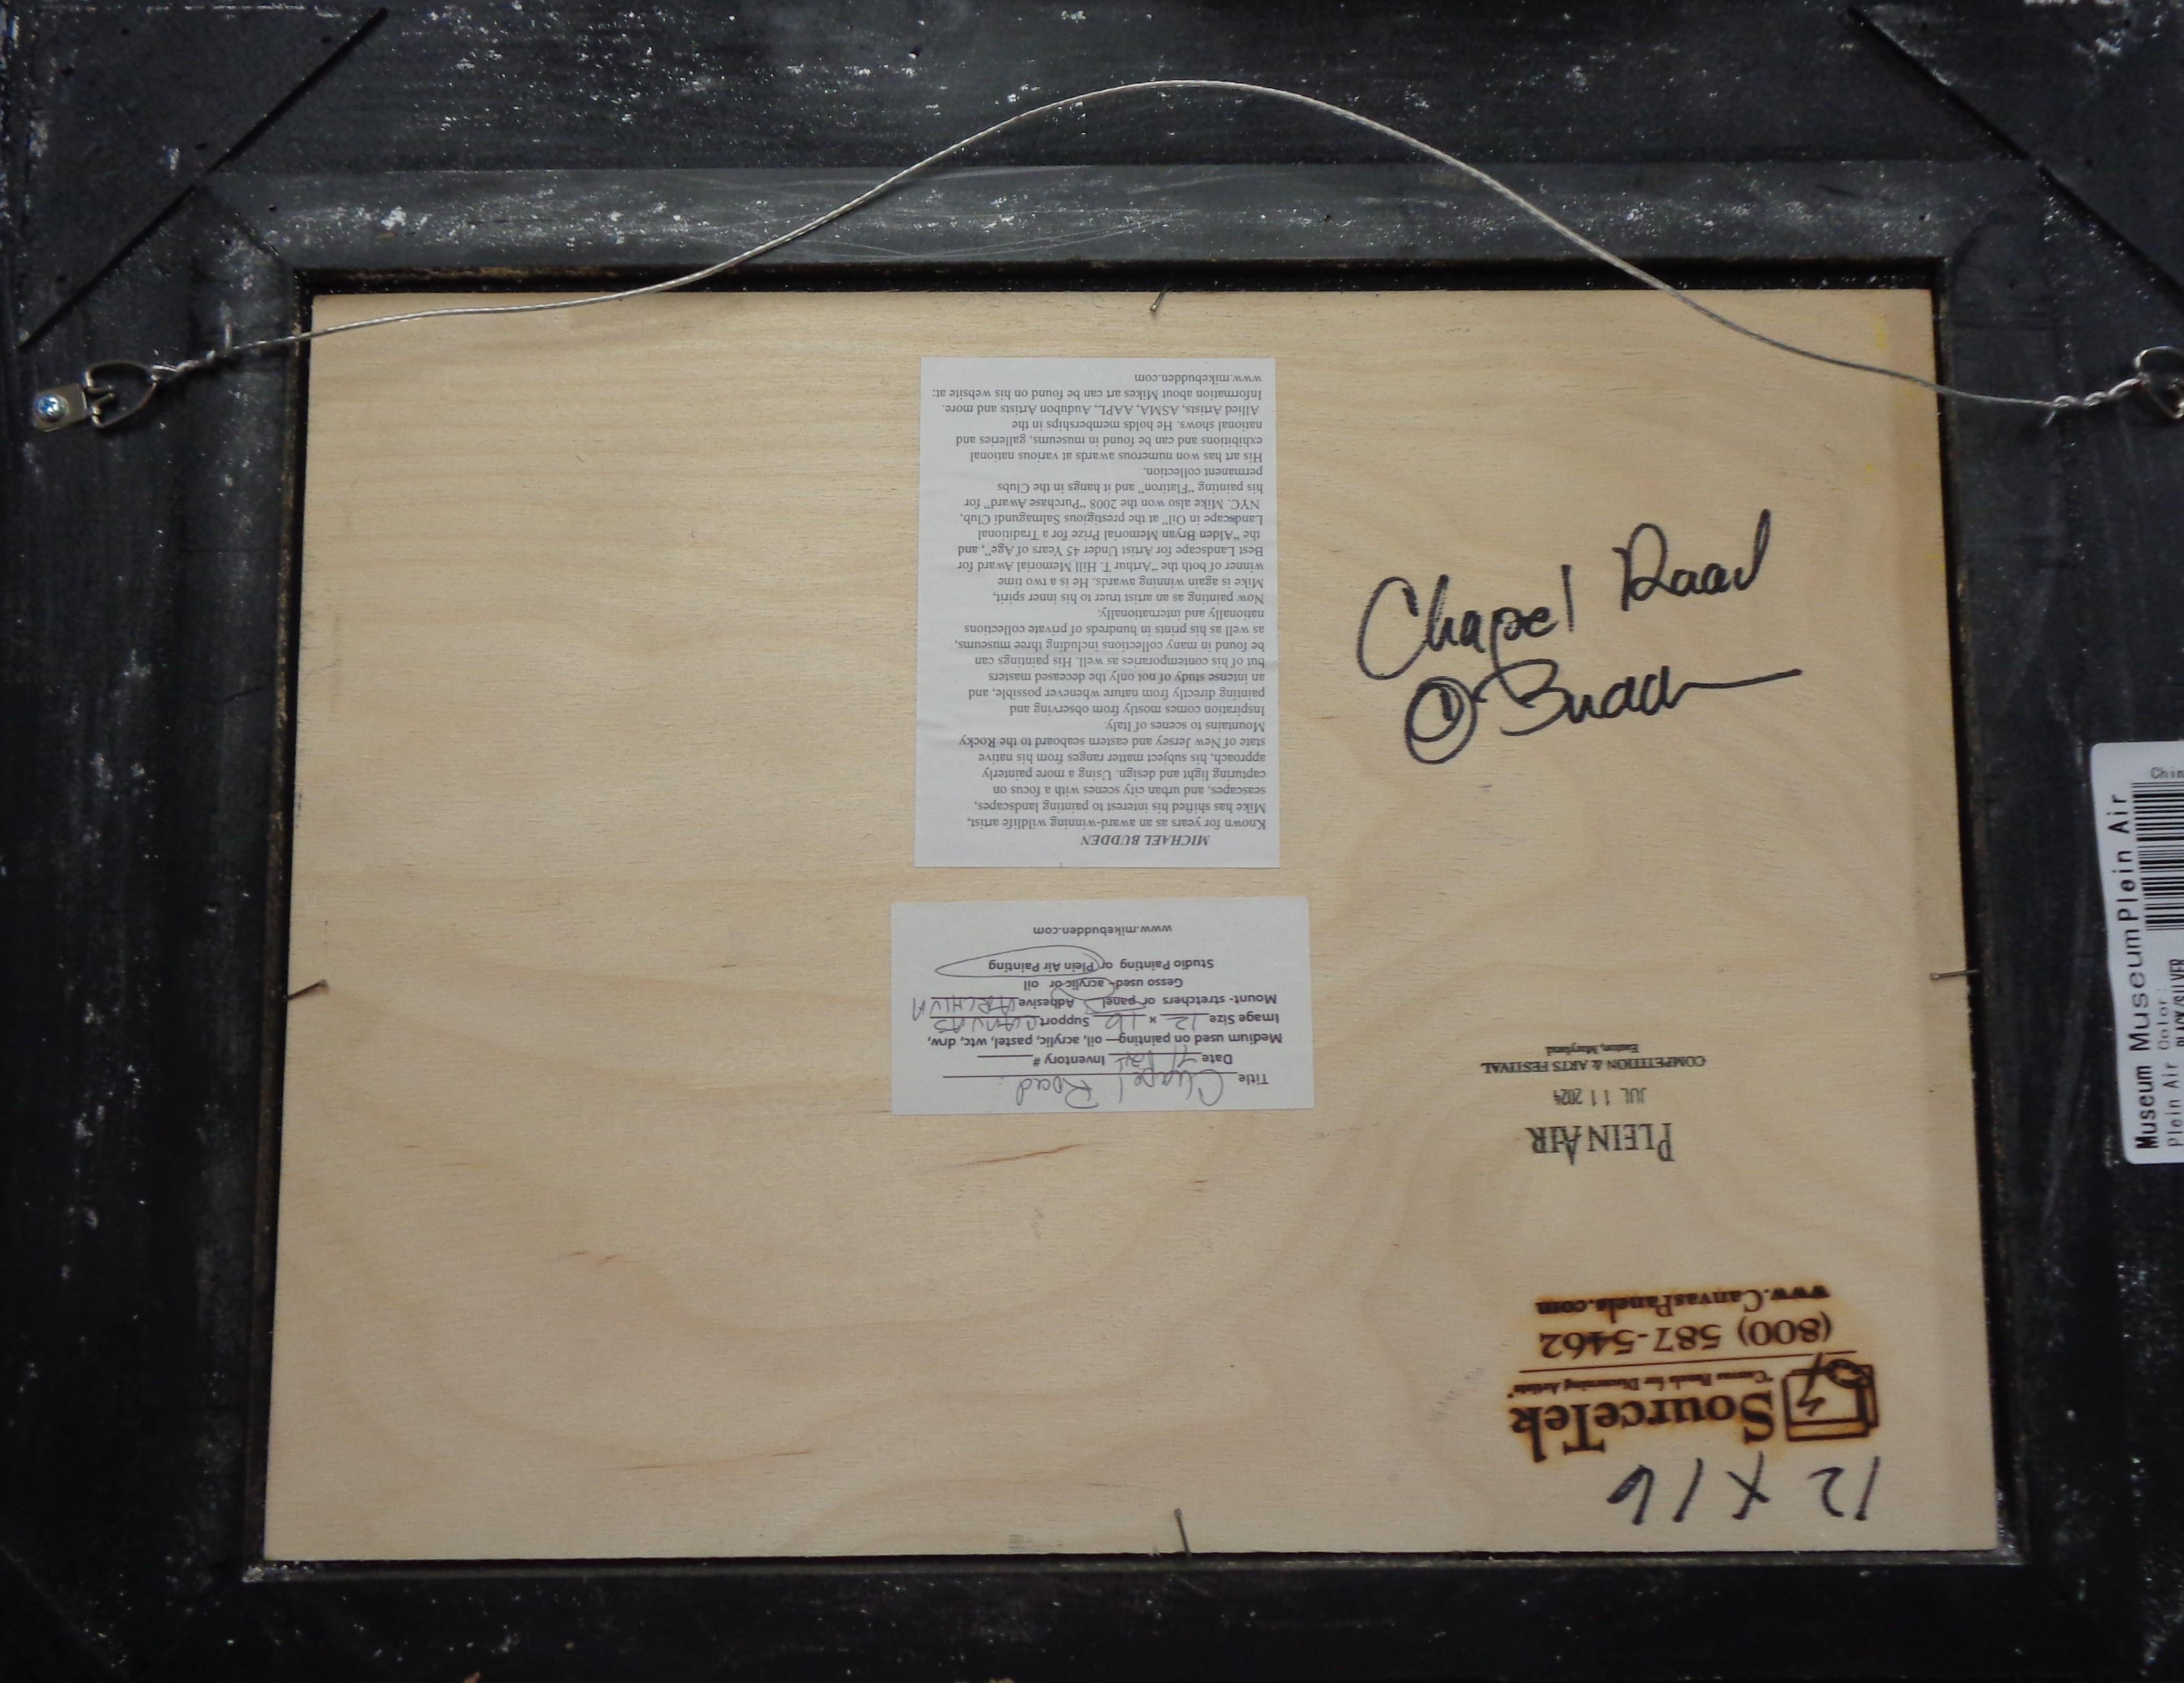 Chapel Road
Budden
12 x 16
SourceTek
"Canvas Panels for Discerning Artists"
(800) 587-5462
www.CanvasPanels.com
PLEIN AIR
JUL 11 2024
COMPETITION & ARTS FESTIVAL
Easton, Maryland
Title Chapel Road
Date Inventory #
Medium used on painting—oil, acrylic, pastel, wtc, drw,
Image Size 12 x 16 Support CANVAS
Mount- stretchers or panel Adhesive
Gesso used- acrylic or oil
Studio Painting or Plein Air Painting
www.mikebudden.com
MICHAEL BUDDEN
Known for years as an award-winning wildlife artist,
Mike has shifted his interest to painting landscapes,
seascapes, and urban city scenes with a focus on
capturing light and design. Using a more painterly
approach, his subject matter ranges from his native
state of New Jersey and eastern seaboard to the Rocky
Mountains to scenes of Italy.
Inspiration comes mostly from observing and
painting directly from nature whenever possible, and
an intense study of not only the deceased masters
but of his contemporaries as well. His paintings can
be found in many collections including three museums,
as well as his prints in hundreds of private collections
nationally and internationally.
Now painting as an artist truer to his inner spirit,
Mike is again winning awards. He is a two time
winner of both the "Arthur T. Hill Memorial Award for
Best Landscape for Artist Under 45 Years of Age", and
the "Alden Bryan Memorial Prize for a Traditional
Landscape in Oil" at the prestigious Salmagundi Club,
NYC. Mike also won the 2008 "Purchase Award" for
his painting "Flatiron" and it hangs in the Clubs
permanent collection.
His art has won numerous awards at various national
exhibitions and can be found in museums, galleries and
national shows. He holds memberships in the
Allied Artists, ASMA, AAPL, Audubon Artists and more.
Information about Mikes art can be found on his website at:
www.mikebudden.com
Museum Museum Plein Air
Plein Air Color:
BLACK/SILVER